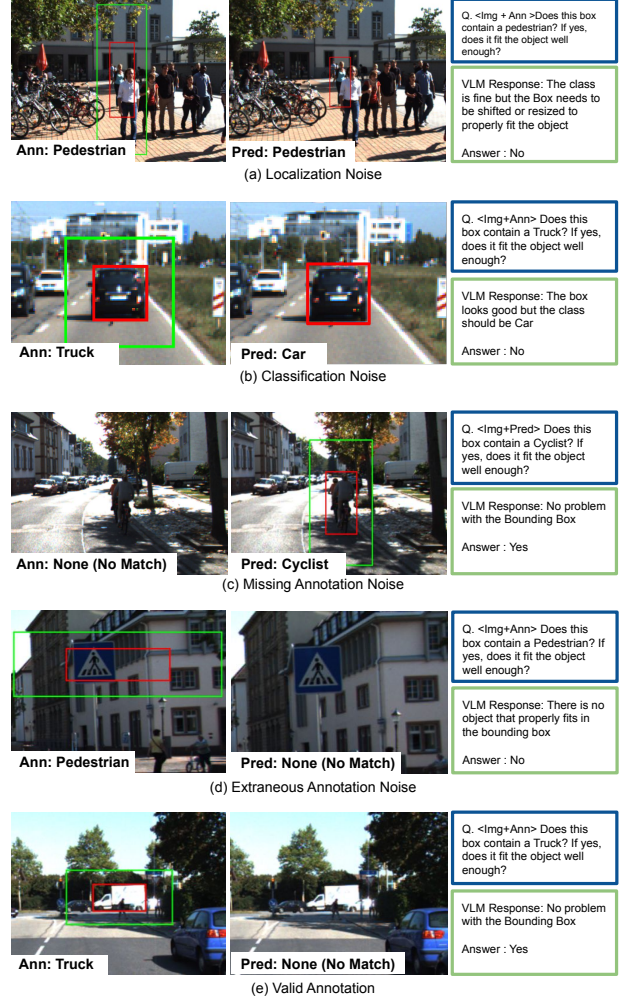 Q. <Img + Ann >Does this box
contain a pedestrian? If yes,
does it fit the object well
enough?
VLM Response: The class
is fine but the Box needs to
be shifted or resized to
properly fit the object
Answer : No
Ann: Pedestrian
Pred: Pedestrian
(a) Localization Noise
Q. <Img+Ann> Does this
box contain a Truck? If yes,
does it fit the object well
enough?
VLM Response: The box
looks good but the class
should be Car
Answer : No
Ann: Truck
Pred: Car
(b) Classification Noise
Q. <Img+Pred> Does this
box contain a Cyclist? If
yes, does it fit the object
well enough?
VLM Response: No problem
with the Bounding Box
Answer : Yes
Ann: None (No Match)
Pred: Cyclist
(c) Missing Annotation Noise
Q. <Img+Ann> Does this
box contain a Pedestrian? If
yes, does it fit the object
well enough?
VLM Response: There is no
object that properly fits in
the bounding box
Answer : No
Ann: Pedestrian
Pred: None (No Match)
(d) Extraneous Annotation Noise
Q. <Img+Ann> Does this
box contain a Truck? If yes,
does it fit the object well
enough?
VLM Response: No problem
with the Bounding Box
Answer : Yes
Ann: Truck
Pred: None (No Match)
(e) Valid Annotation